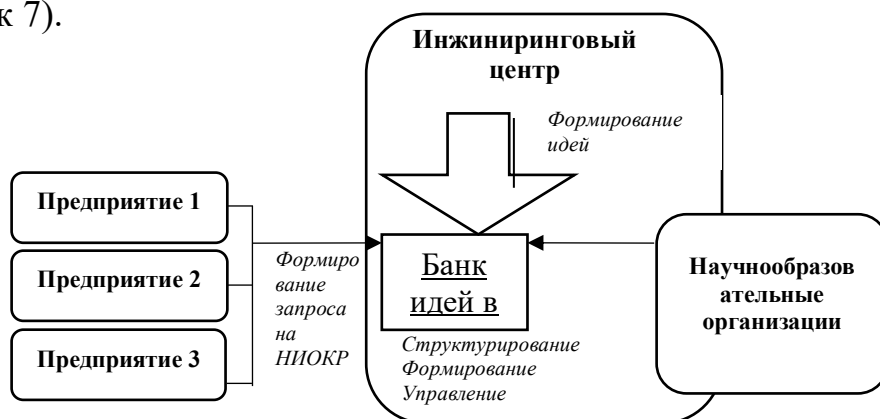 к 7).
Инжиниринговый
центр
Формирование
идей
Предприятие 1
Предприятие 2
Предприятие 3
Формиро
вание
запроса
на
НИОКР
Банк
идей в
Структурирование
Формирование
Управление
Научнообразов
ательные
организации